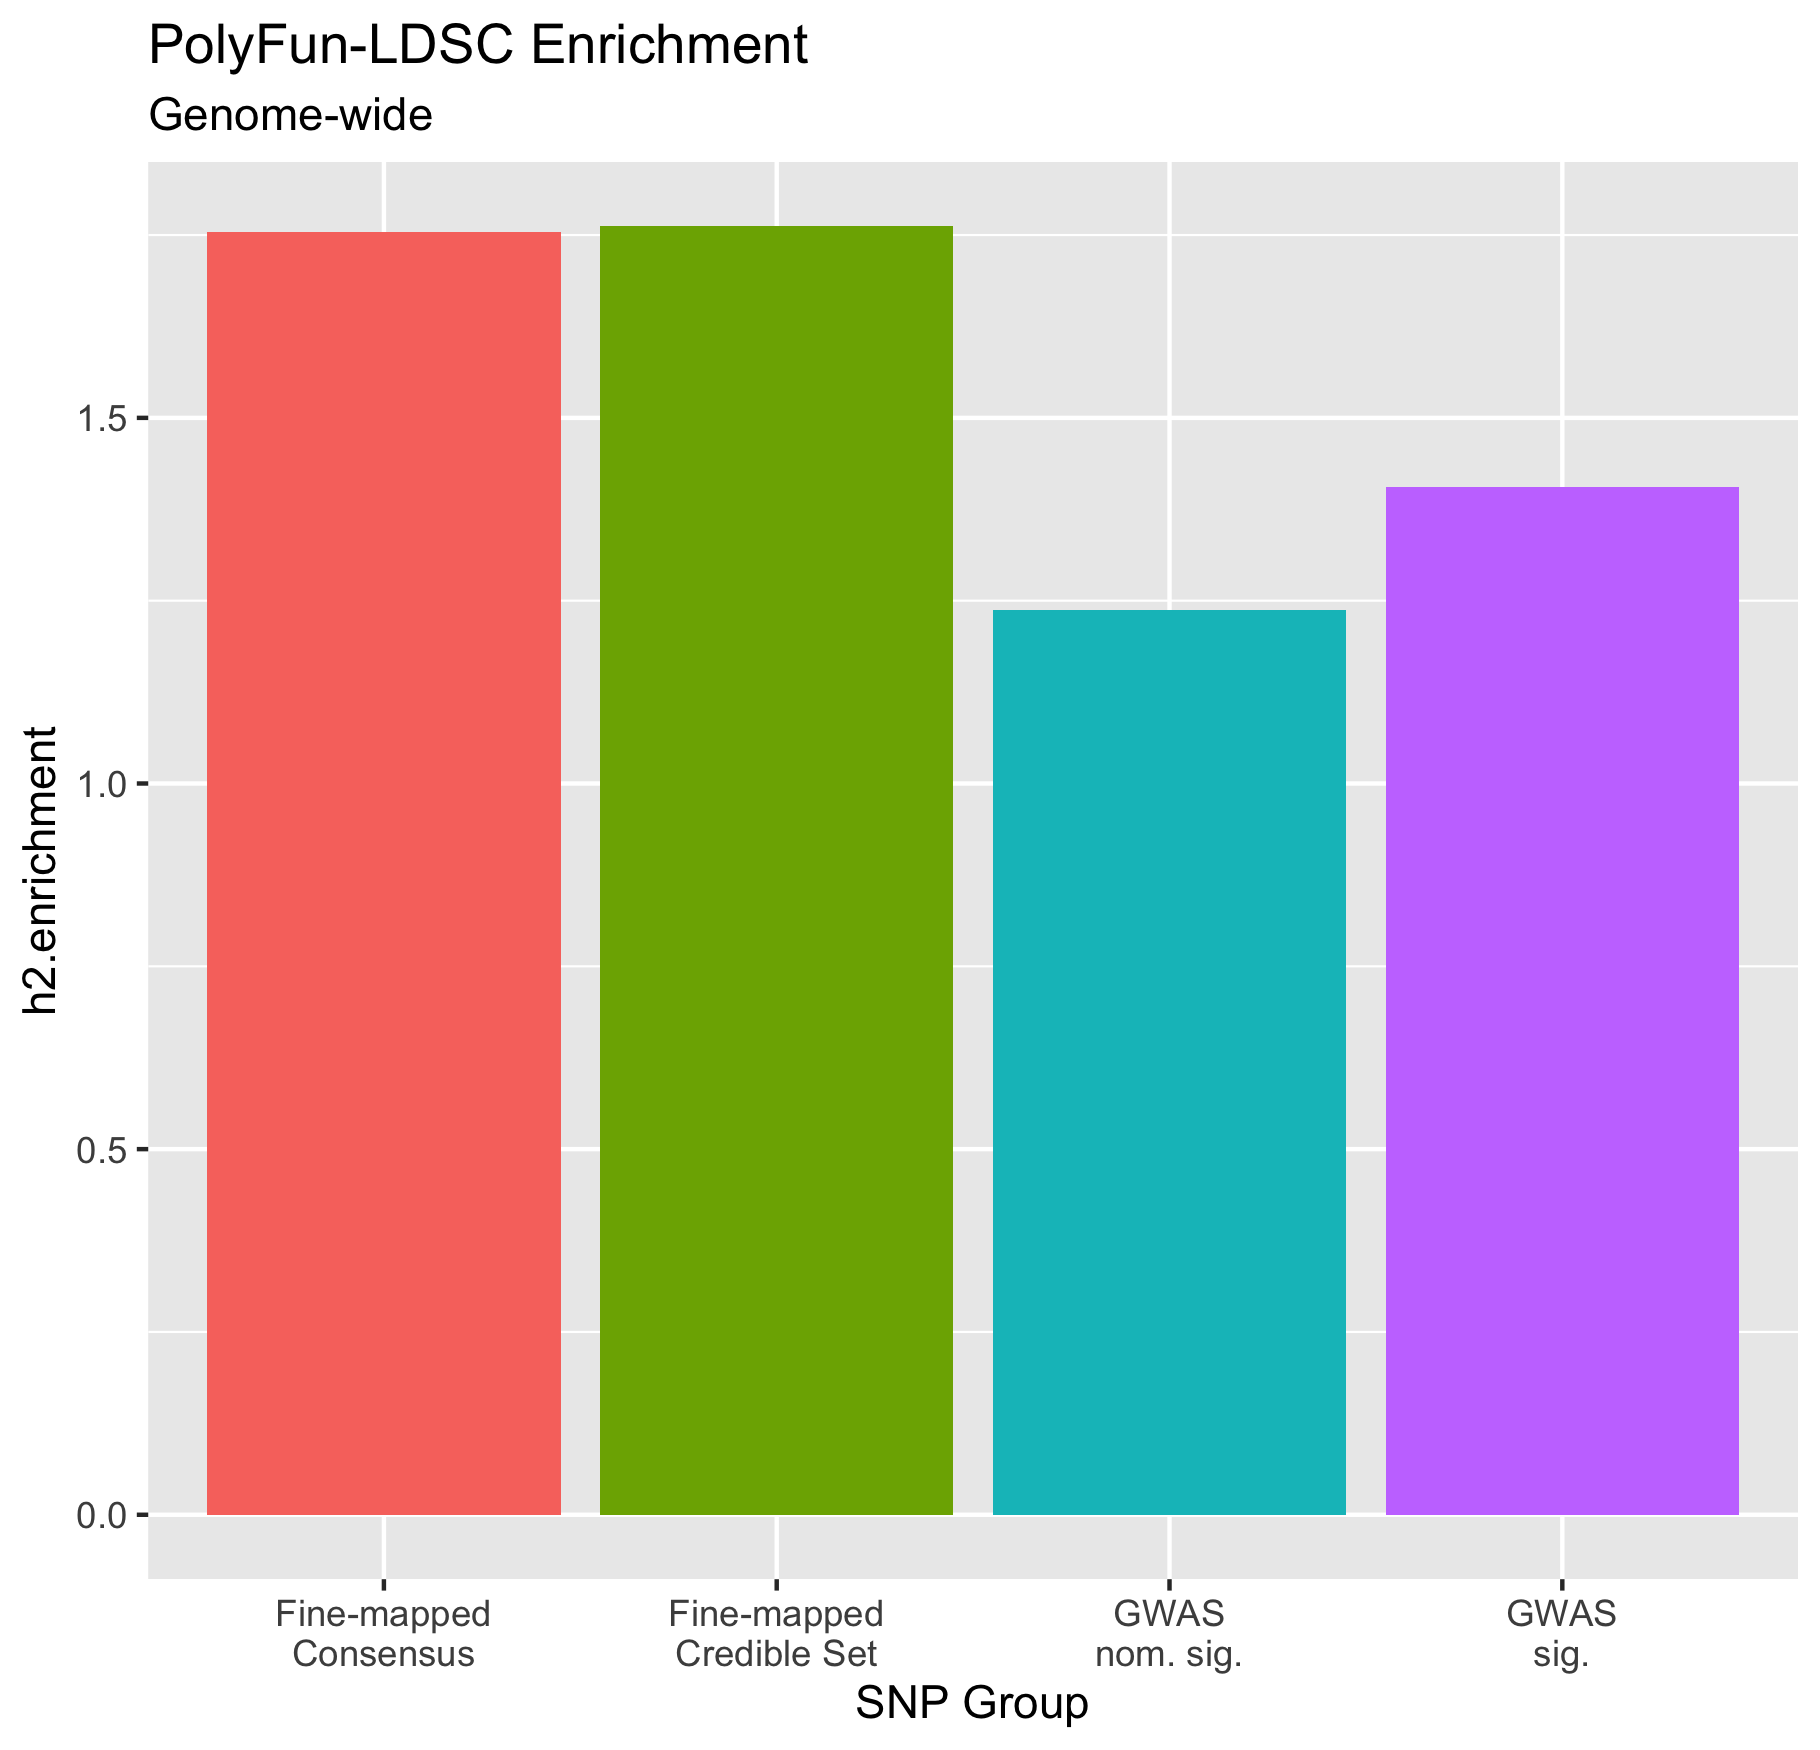 PolyFun-LDSC Enrichment
Genome-wide
h2.enrichment
1.5
1.0
0.5
0.0
Fine-mapped
Consensus
Fine-mapped
Credible Set
GWAS
nom. sig.
GWAS
sig.
SNP Group